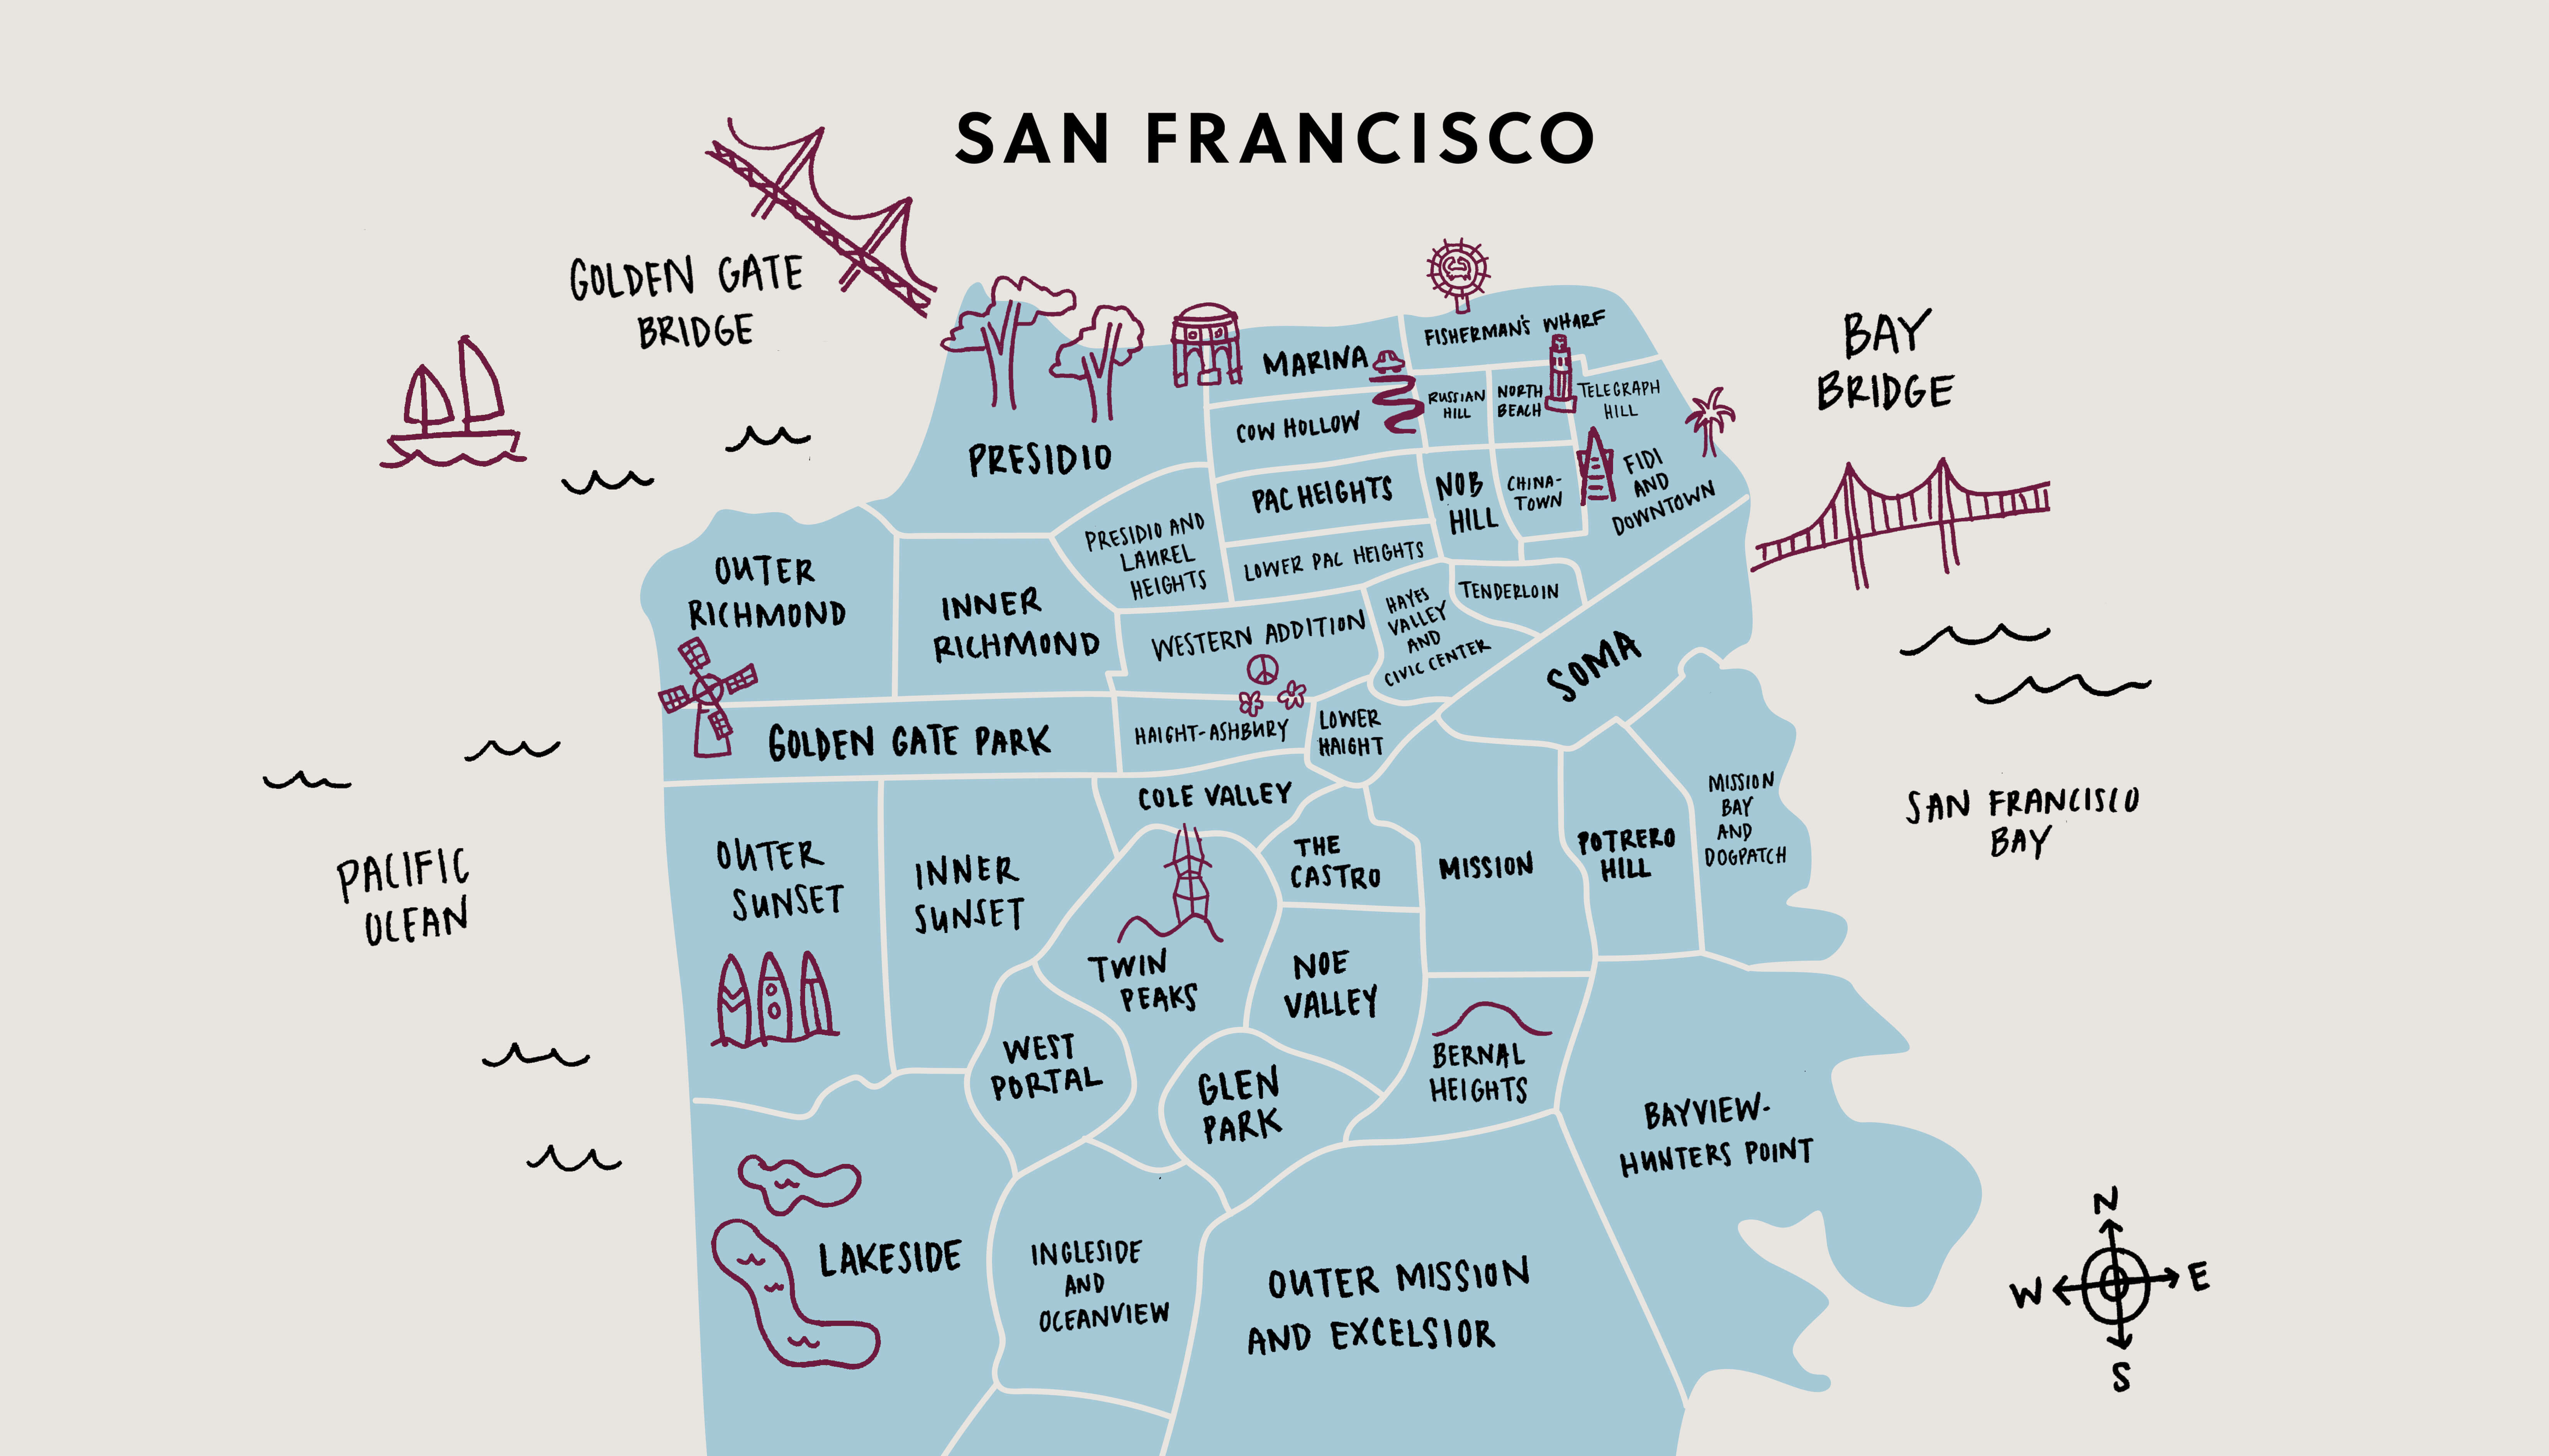 SAN FRANCISCO
GOLDEN GATE
BRIDGE
BAY
BRIDGE
FISHERMAN'S WHARF
MARINA
RUSSIAN
HILL
NORTH
BEACH
TELEGRAPH
HILL
COW HOLLOW
PRESIDIO
PAC HEIGHTS
NOB
HILL
CHINA-
TOWN
FIDI
AND
DOWNTOWN
PRESIDIO AND
LAUREL
HEIGHTS
LOWER PAC HEIGHTS
OUTER
RICHMOND
INNER
RICHMOND
WESTERN ADDITION
HAYES
VALLEY
AND
CIVIC CENTER
TENDERLOIN
SOMA
GOLDEN GATE PARK
HAIGHT-ASHBURY
LOWER
HAIGHT
COLE VALLEY
MISSION
BAY
AND
DOGPATCH
SAN FRANCISCO
BAY
PACIFIC
OCEAN
OUTER
SUNSET
INNER
SUNSET
THE
CASTRO
MISSION
POTRERO
HILL
TWIN
PEAKS
NOE
VALLEY
WEST
PORTAL
GLEN
PARK
BERNAL
HEIGHTS
BAYVIEW-
HUNTERS POINT
LAKESIDE
INGLESIDE
AND
OCEANVIEW
OUTER MISSION
AND EXCELSIOR
N
W E
S